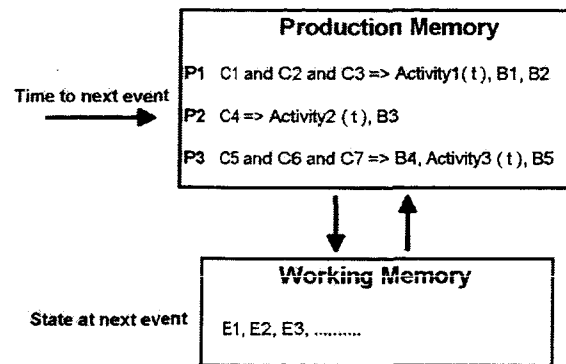 Production Memory
P1 C1 and C2 and C3 => Activity1(t), B1, B2
Time to next event
P2 C4 => Activity2 (t), B3
P3 C5 and C6 and C7 => B4, Activity3 (t), B5
Working Memory
State at next event
E1, E2, E3, ..........